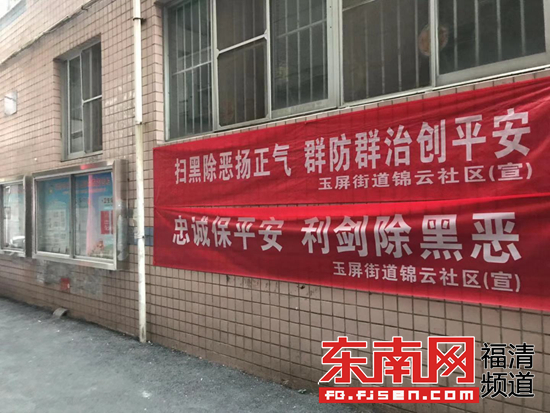 扫黑除恶扬正气 群防群治创平安
玉屏街道锦云社区(宣)
忠诚保平安 利剑除黑恶
玉屏街道锦云社区(宣)
东南网 福清频道
fq.fjsen.com